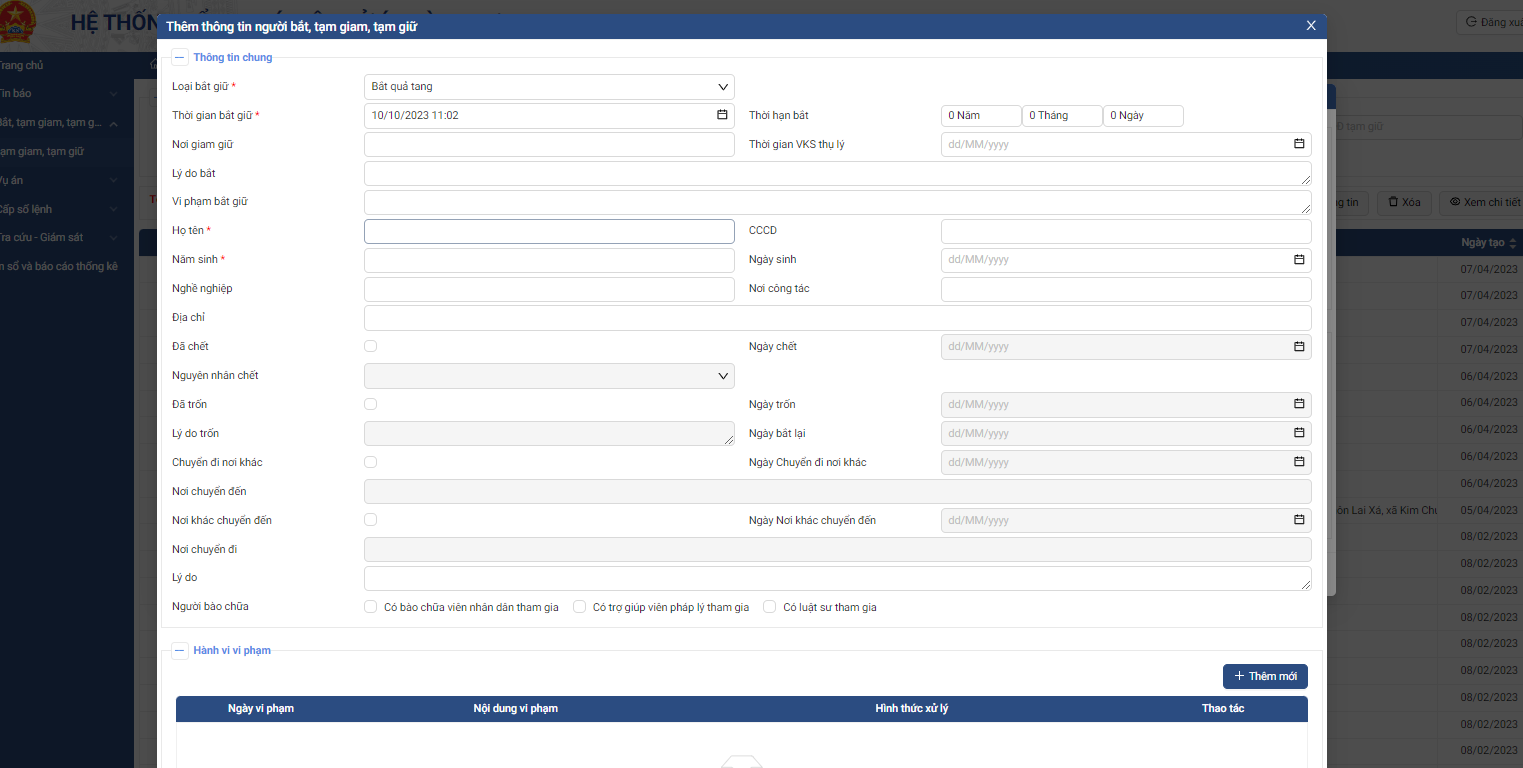 HỆ THỐN
Đăng xuấ
Thêm thông tin người bắt, tạm giam, tạm giữ
Trang chủ
Tin báo
Bắt, tạm giam, tạm g...
Tạm giam, tạm giữ
Vụ án
Cấp số lệnh
Tra cứu - Giám sát
n sổ và báo cáo thống kê
Thông tin chung
Loại bắt giữ *
Bắt quả tang
Thời gian bắt giữ *
10/10/2023 11:02
Thời hạn bắt
0 Năm
0 Tháng
0 Ngày
Nơi giam giữ
Thời gian VKS thụ lý
dd/MM/yyyy
Lý do bắt
Vi phạm bắt giữ
Họ tên *
CCCD
Năm sinh *
Ngày sinh
dd/MM/yyyy
Nghề nghiệp
Nơi công tác
Địa chỉ
Đã chết
Ngày chết
dd/MM/yyyy
Nguyên nhân chết
Đã trốn
Ngày trốn
dd/MM/yyyy
Lý do trốn
Ngày bắt lại
dd/MM/yyyy
Chuyển đi nơi khác
Ngày Chuyển đi nơi khác
dd/MM/yyyy
Nơi chuyển đến
Nơi khác chuyển đến
Ngày Nơi khác chuyển đến
dd/MM/yyyy
Nơi chuyển đi
Lý do
Người bào chữa
Có bào chữa viên nhân dân tham gia
Có trợ giúp viên pháp lý tham gia
Có luật sư tham gia
Hành vi vi phạm
Thêm mới
Ngày vi phạm
Nội dung vi phạm
Hình thức xử lý
Thao tác
Đã tạm giữ
ng tin
Xóa
Xem chi tiết
Ngày tạo
07/04/2023
07/04/2023
07/04/2023
07/04/2023
06/04/2023
06/04/2023
06/04/2023
06/04/2023
06/04/2023
ôn Lai Xá, xã Kim Chu
05/04/2023
08/02/2023
08/02/2023
08/02/2023
08/02/2023
08/02/2023
08/02/2023
08/02/2023
08/02/2023